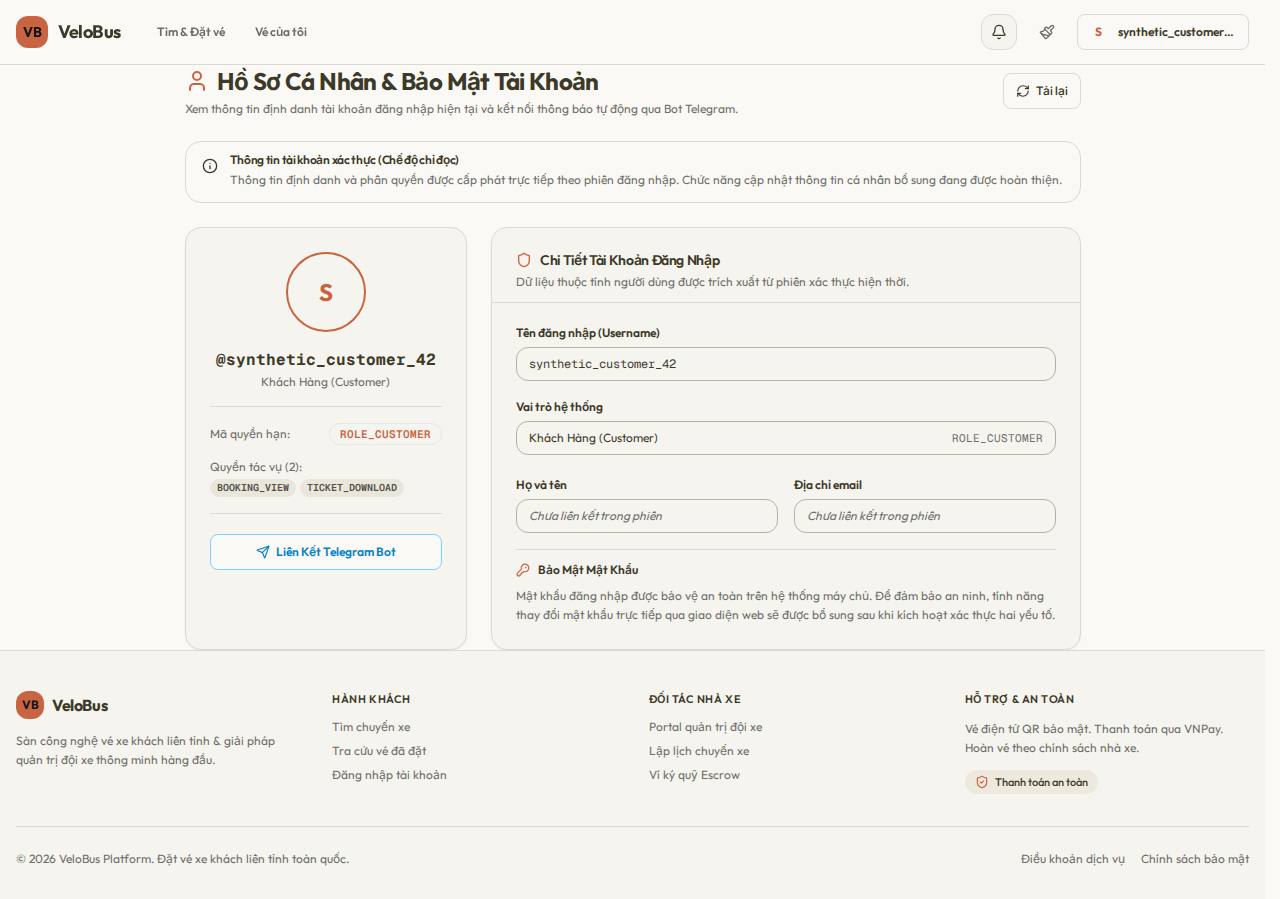 VB VeloBus Tìm & Đặt vé Vé của tôi S synthetic_customer...
Hồ Sơ Cá Nhân & Bảo Mật Tài Khoản
Tải lại
Xem thông tin định danh tài khoản đăng nhập hiện tại và kết nối thông báo tự động qua Bot Telegram.
Thông tin tài khoản xác thực (Chế độ chỉ đọc)
Thông tin định danh và phân quyền được cấp phát trực tiếp theo phiên đăng nhập. Chức năng cập nhật thông tin cá nhân bổ sung đang được hoàn thiện.
S
@synthetic_customer_42
Khách Hàng (Customer)
Mã quyền hạn: ROLE_CUSTOMER
Quyền tác vụ (2):
BOOKING_VIEW TICKET_DOWNLOAD
Liên Kết Telegram Bot
Chi Tiết Tài Khoản Đăng Nhập
Dữ liệu thuộc tính người dùng được trích xuất từ phiên xác thực hiện thời.
Tên đăng nhập (Username)
synthetic_customer_42
Vai trò hệ thống
Khách Hàng (Customer) ROLE_CUSTOMER
Họ và tên Địa chỉ email
Chưa liên kết trong phiên Chưa liên kết trong phiên
Bảo Mật Mật Khẩu
Mật khẩu đăng nhập được bảo vệ an toàn trên hệ thống máy chủ. Để đảm bảo an ninh, tính năng
thay đổi mật khẩu trực tiếp qua giao diện web sẽ được bổ sung sau khi kích hoạt xác thực hai yếu tố.
VB VeloBus
Sàn công nghệ vé xe khách liên tỉnh & giải pháp
quản trị đội xe thông minh hàng đầu.
HÀNH KHÁCH
Tìm chuyến xe
Tra cứu vé đã đặt
Đăng nhập tài khoản
ĐỐI TÁC NHÀ XE
Portal quản trị đội xe
Lập lịch chuyến xe
Ví ký quỹ Escrow
HỖ TRỢ & AN TOÀN
Vé điện tử QR bảo mật. Thanh toán qua VNPay.
Hoàn vé theo chính sách nhà xe.
Thanh toán an toàn
© 2026 VeloBus Platform. Đặt vé xe khách liên tỉnh toàn quốc.
Điều khoản dịch vụ Chính sách bảo mật